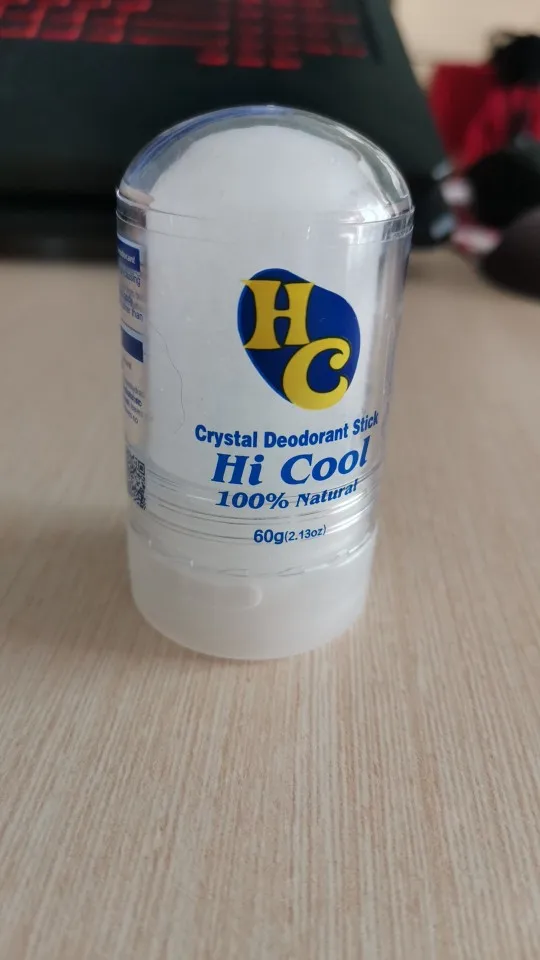 HC
Crystal Deodorant Stick
Hi Cool
100% Natural
60g(2.13oz)